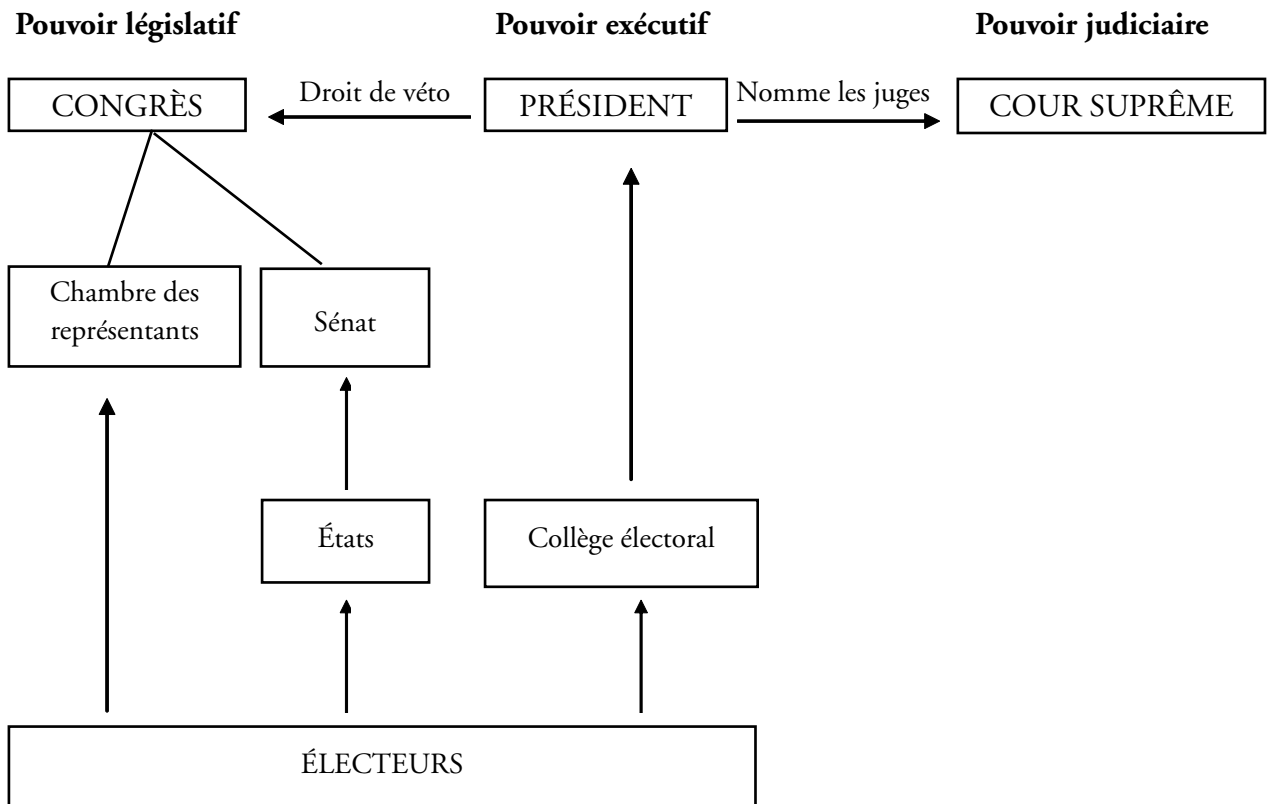 Pouvoir législatif
Pouvoir exécutif
Pouvoir judiciaire
CONGRÈS
Droit de véto
PRÉSIDENT
Nomme les juges
COUR SUPRÊME
Chambre des
représentants
Sénat
États
Collège électoral
ÉLECTEURS